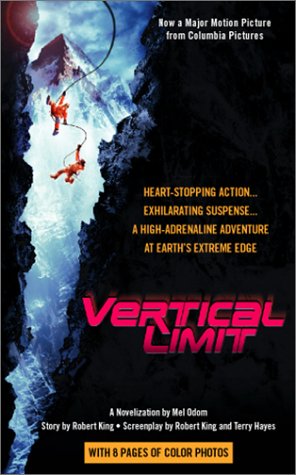 Now a Major Motion Picture
from Columbia Pictures
HEART-STOPPING ACTION...
EXHILARATING SUSPENSE...
A HIGH-ADRENALINE ADVENTURE
AT EARTH'S EXTREME EDGE
VERTICAL
LIMIT
A Novelization by Mel Odom
Story by Robert King • Screenplay by Robert King and Terry Hayes
WITH 8 PAGES OF COLOR PHOTOS